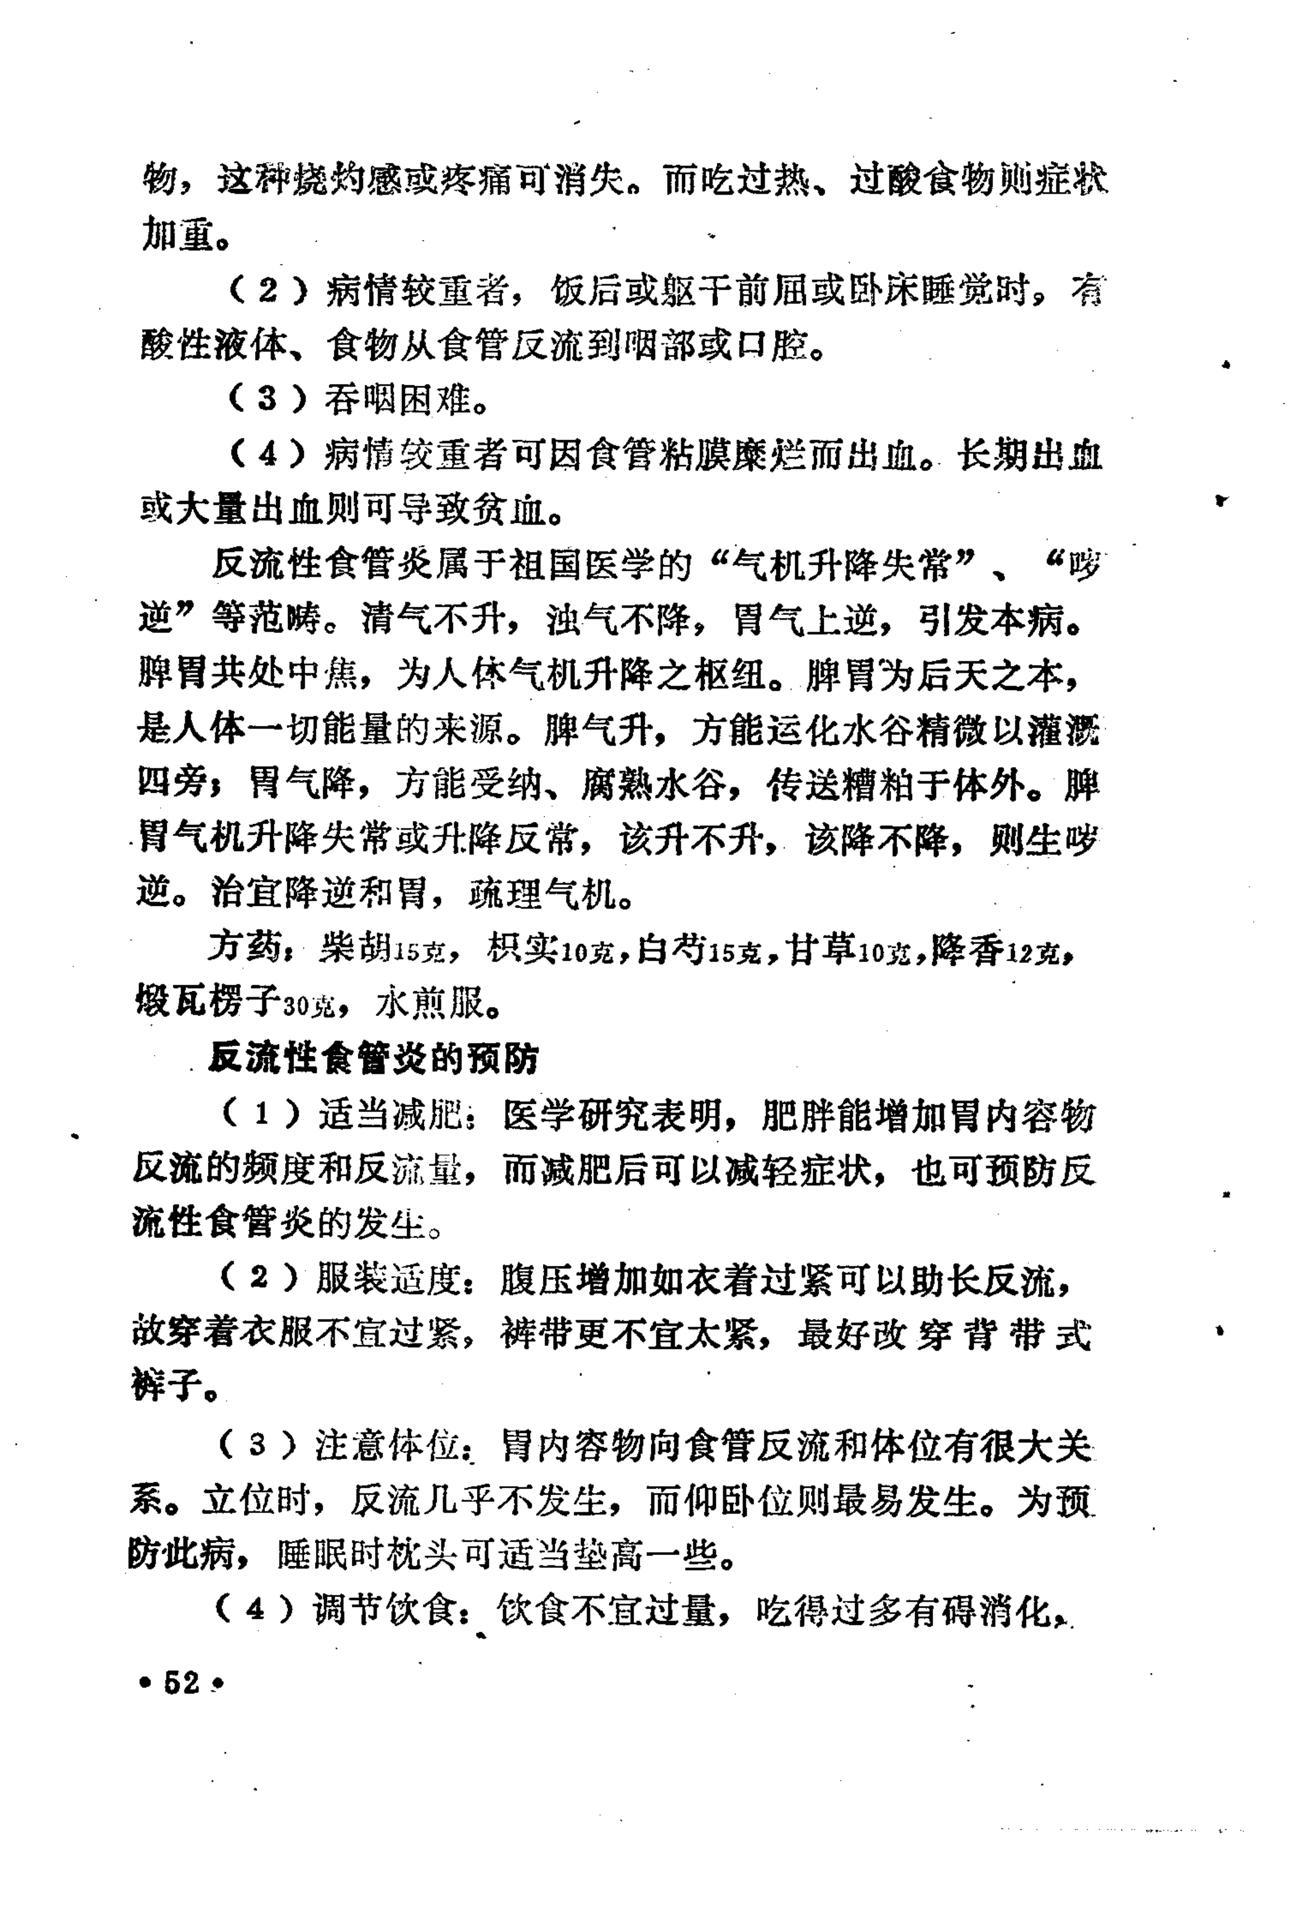 物，这种烧灼感或疼痛可消失。而吃过热、过酸食物则症状
加重。
（2）病情较重者，饭后或躯干前屈或卧床睡觉时，有
酸性液体、食物从食管反流到咽部或口腔。
（3）吞咽困难。
（4）病情较重者可因食管粘膜糜烂而出血。长期出血
或大量出血则可导致贫血。
反流性食管炎属于祖国医学的“气机升降失常”、“哕
逆”等范畴。清气不升，浊气不降，胃气上逆，引发本病。
脾胃共处中焦，为人体气机升降之枢纽。脾胃为后天之本，
是人体一切能量的来源。脾气升，方能运化水谷精微以灌溉
四旁；胃气降，方能受纳、腐熟水谷，传送糟粕于体外。脾
胃气机升降失常或升降反常，该升不升，该降不降，则生哕
逆。治宜降逆和胃，疏理气机。
方药：柴胡15克，枳实10克，白芍15克，甘草10克，降香12克，
煅瓦楞子30克，水煎服。
反流性食管炎的预防
（1）适当减肥：医学研究表明，肥胖能增加胃内容物
反流的频度和反流量，而减肥后可以减轻症状，也可预防反
流性食管炎的发生。
（2）服装适度：腹压增加如衣着过紧可以助长反流，
故穿着衣服不宜过紧，裤带更不宜太紧，最好改穿背带式
裤子。
（3）注意体位：胃内容物向食管反流和体位有很大关
系。立位时，反流几乎不发生，而仰卧位则最易发生。为预
防此病，睡眠时枕头可适当垫高一些。
（4）调节饮食：饮食不宜过量，吃得过多有碍消化，
•52•